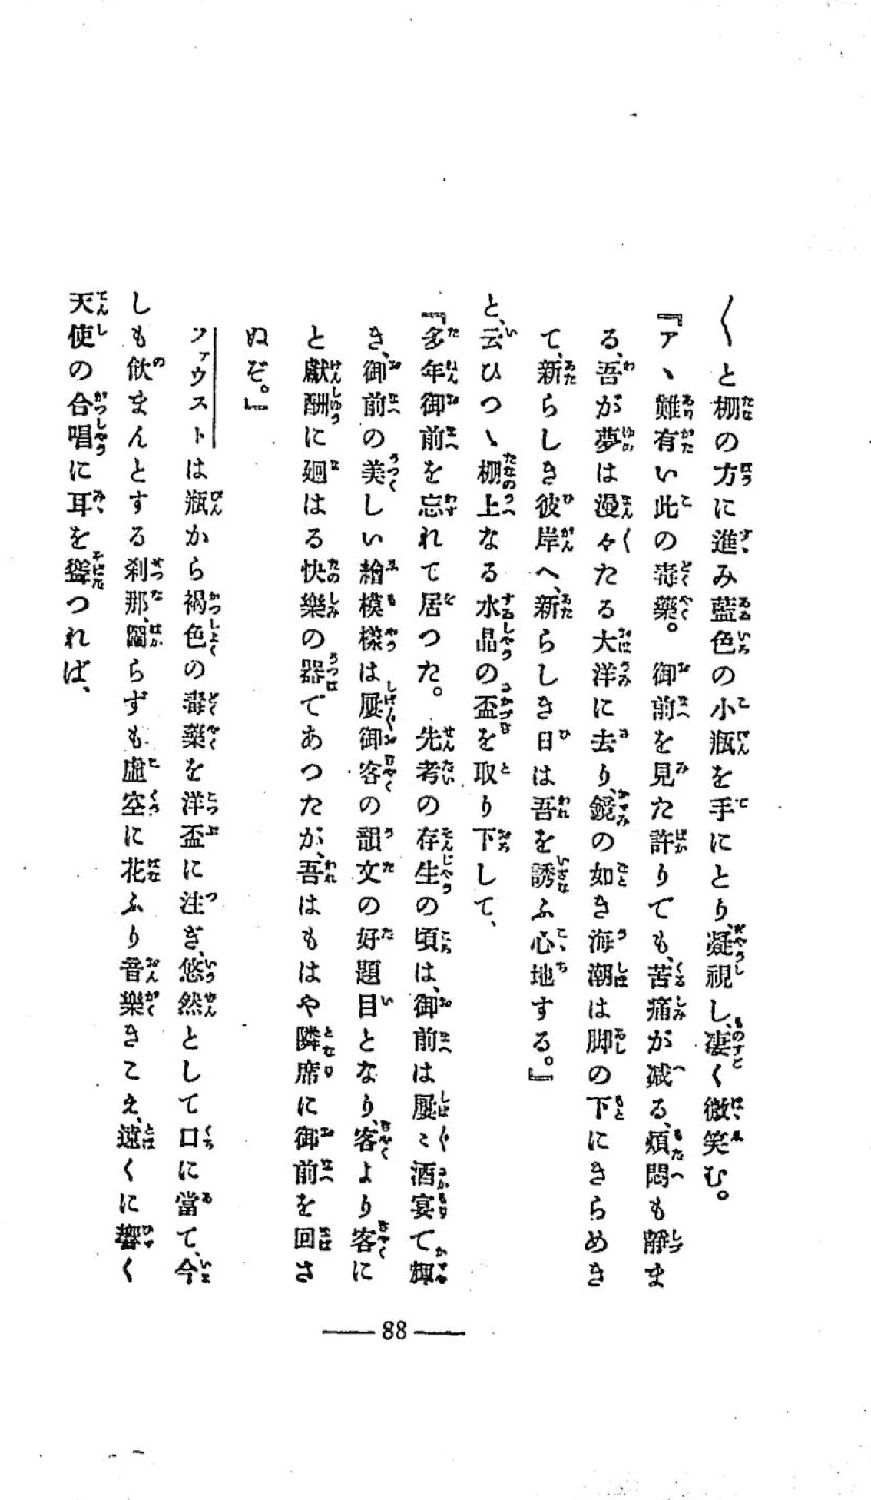 〱と棚の方に進み藍色の小瓶を手にとり、凝視し、凄く微笑む。
『アヽ難有い此の毒藥。御前を見た許りでも、苦痛が减る、煩悶も靜ま
る、吾が夢は漫々たる大洋に去り、鏡の如き海潮は脚の下にきらめき
て、新らしき彼岸へ、新らしき日は吾を誘ふ心地する。』
と、云ひつヽ棚上なる水晶の盃を取り下して、
『多年御前を忘れて居つた。先考の存生の頃は、御前は屢〻酒宴で輝
き、御前の美しい繪模樣は屢御客の韻文の好題目となり、客より客に
と獻酬に廻はる快樂の器であつたが、吾はもはや隣席に御前を回さ
ぬぞ。』
ファウストは瓶から褐色の毒藥を洋盃に注ぎ、悠然として口に當て、今
しも飮まんとする刹那、圖らずも虛空に花ふり音樂きこえ、遠くに響く
天使の合唱に耳を聳つれば、
88